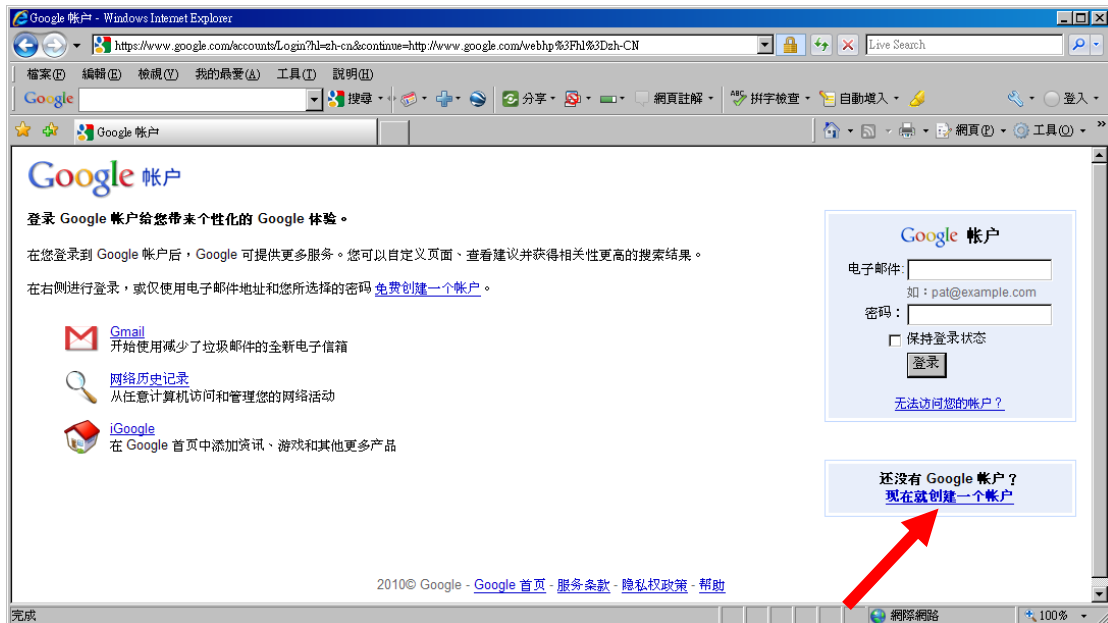 Google 帐户 - Windows Internet Explorer
https://www.google.com/accounts/Login?hl=zh-cn&continue=http://www.google.com/webhp%3Fhl%3Dzh-CN
Live Search
檔案(F) 編輯(E) 檢視(V) 我的最愛(A) 工具(T) 說明(H)
Google 搜尋 分享 網頁註解 ABC 拼字檢查 自動填入 登入
Google 帐户 網頁(P) 工具(O) »
Google 帐户
登录 Google 帐户给您带来个性化的 Google 体验。
在您登录到 Google 帐户后，Google 可提供更多服务。您可以自定义页面、查看建议并获得相关性更高的搜索结果。
在右侧进行登录，或仅使用电子邮件地址和您所选择的密码 免费创建一个帐户。
Gmail
开始使用减少了垃圾邮件的全新电子信箱
网络历史记录
从任意计算机访问和管理您的网络活动
iGoogle
在 Google 首页中添加资讯、游戏和其他更多产品
Google 帐户
电子邮件:
如：pat@example.com
密码：
保持登录状态
登录
无法访问您的帐户？
还没有 Google 帐户？
现在就创建一个帐户
2010© Google - Google 首页 - 服务条款 - 隐私权政策 - 帮助
完成 網際網路 100%